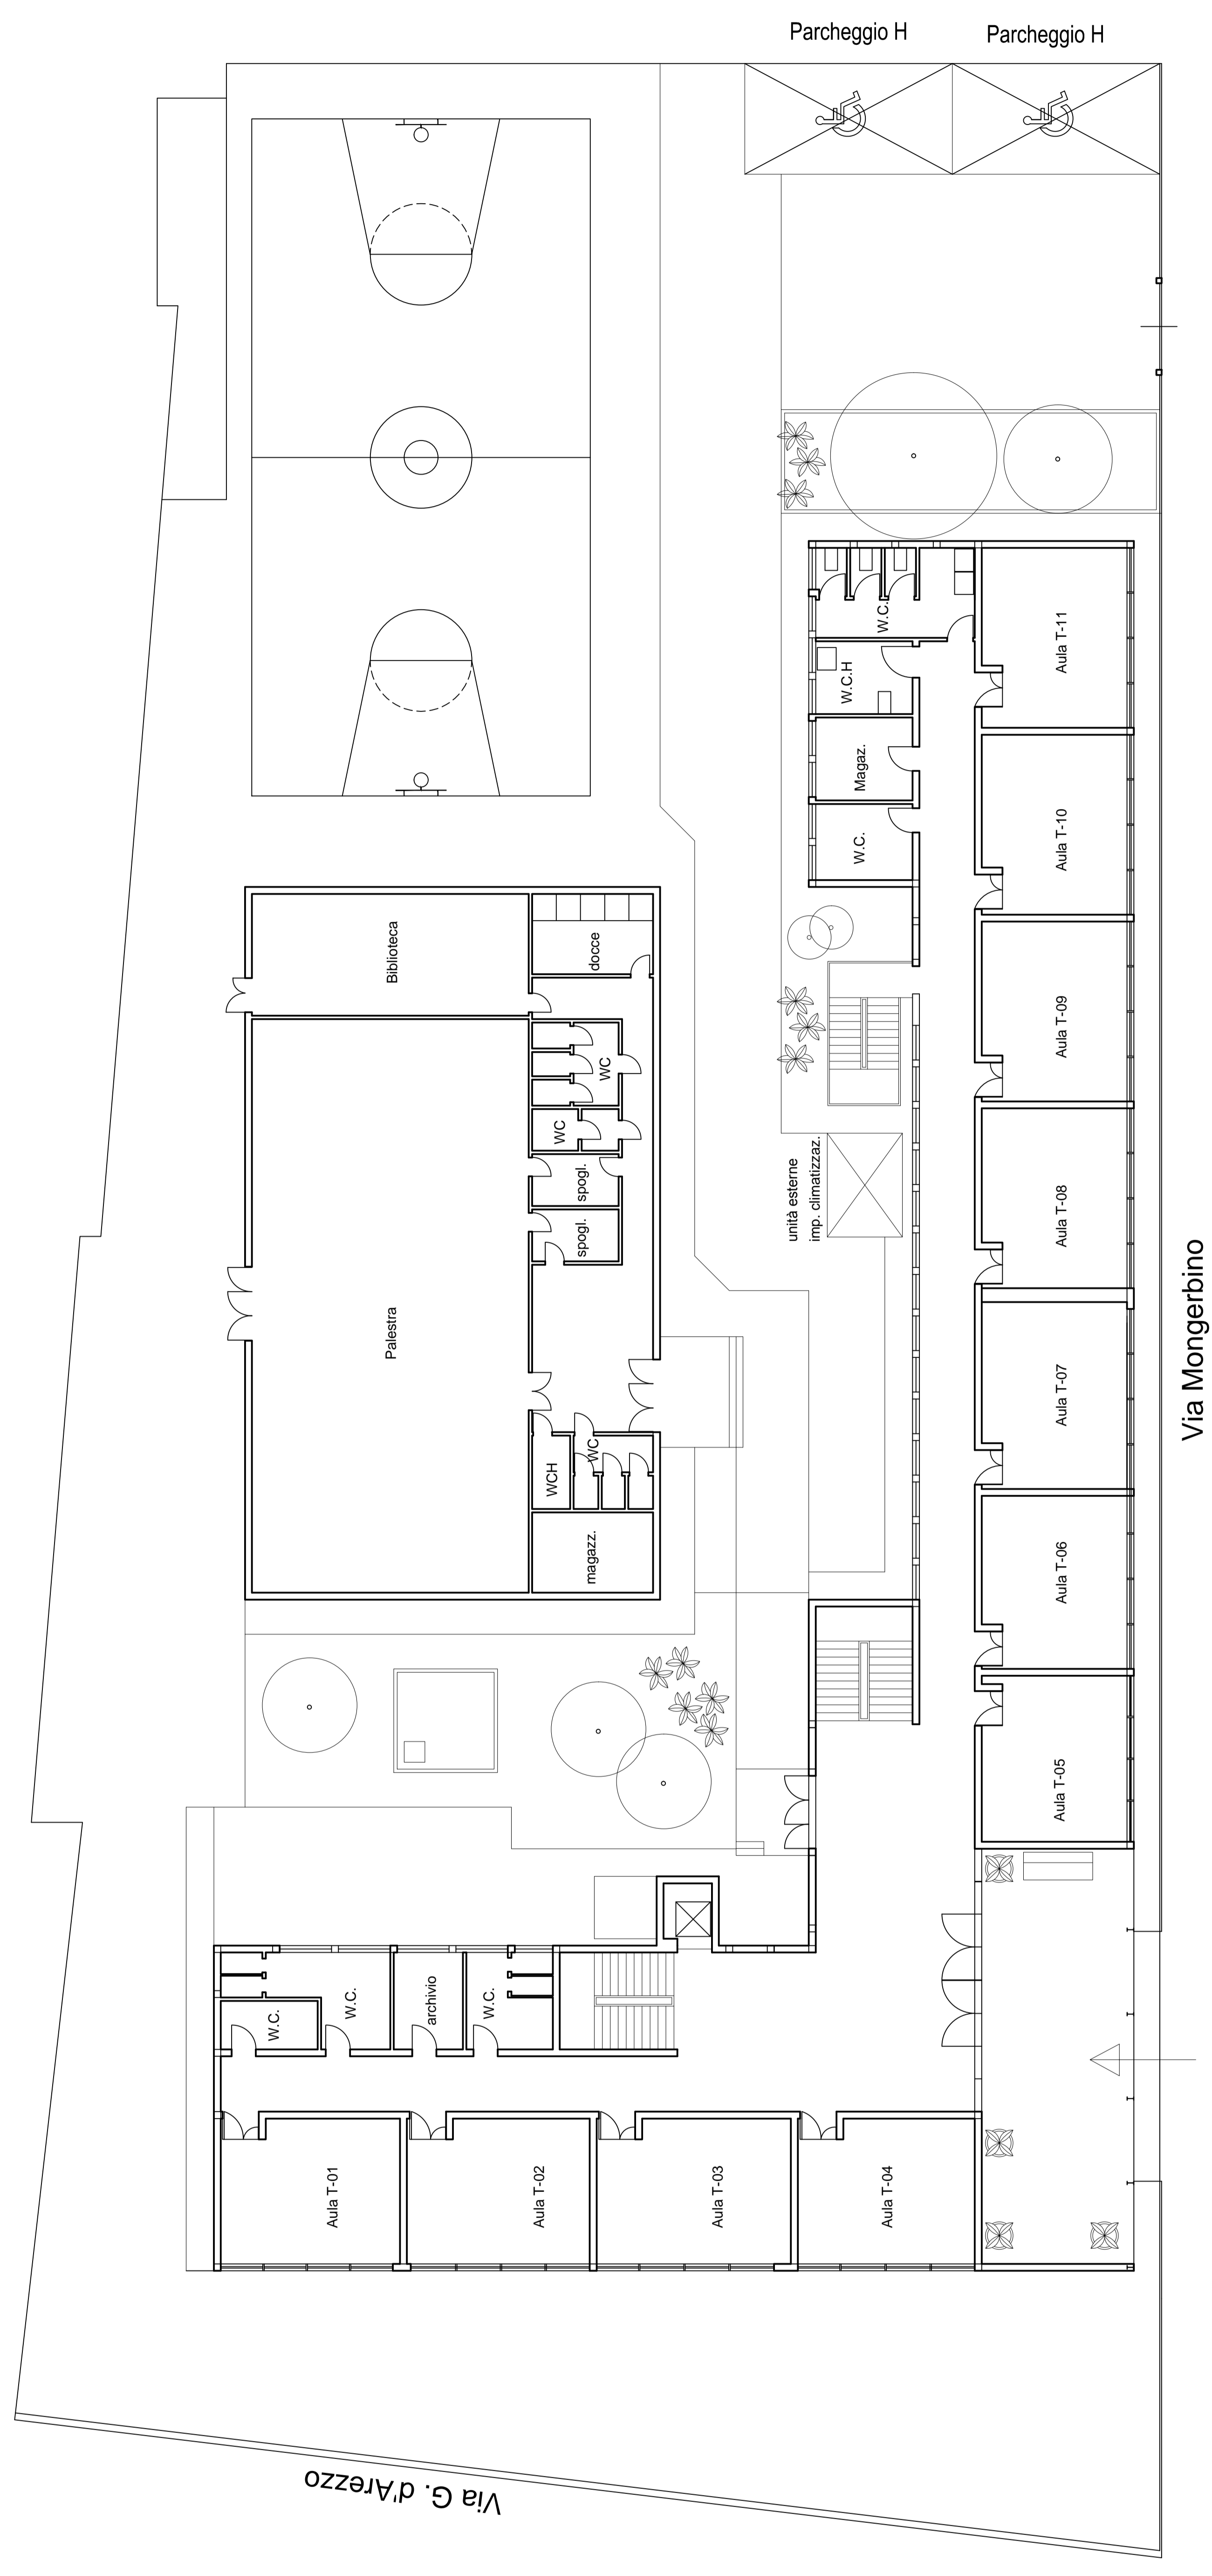 Parcheggio H
Parcheggio H
Aula T-11
W.C.
W.C.H
Magaz.
W.C.
Aula T-10
Biblioteca
docce
Aula T-09
WC
WC
spogl.
spogl.
unità esterne
imp. climatizzaz.
Aula T-08
Palestra
Via Mongerbino
Aula T-07
WCH
WC
magazz.
Aula T-06
Aula T-05
W.C.
W.C.
archivio
W.C.
Aula T-01
Aula T-02
Aula T-03
Aula T-04
Via G. d'Arezzo